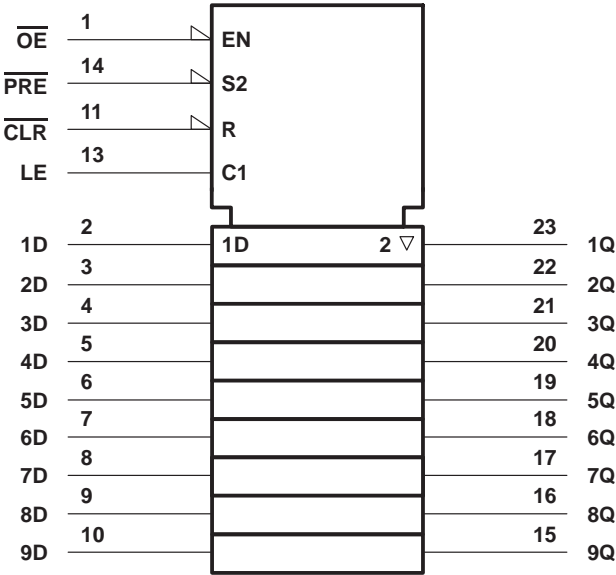 OE 1 EN
PRE 14 S2
CLR 11 R
LE 13 C1
1D 2 1D 2 ▽ 23 1Q
2D 3 22 2Q
3D 4 21 3Q
4D 5 20 4Q
5D 6 19 5Q
6D 7 18 6Q
7D 8 17 7Q
8D 9 16 8Q
9D 10 15 9Q